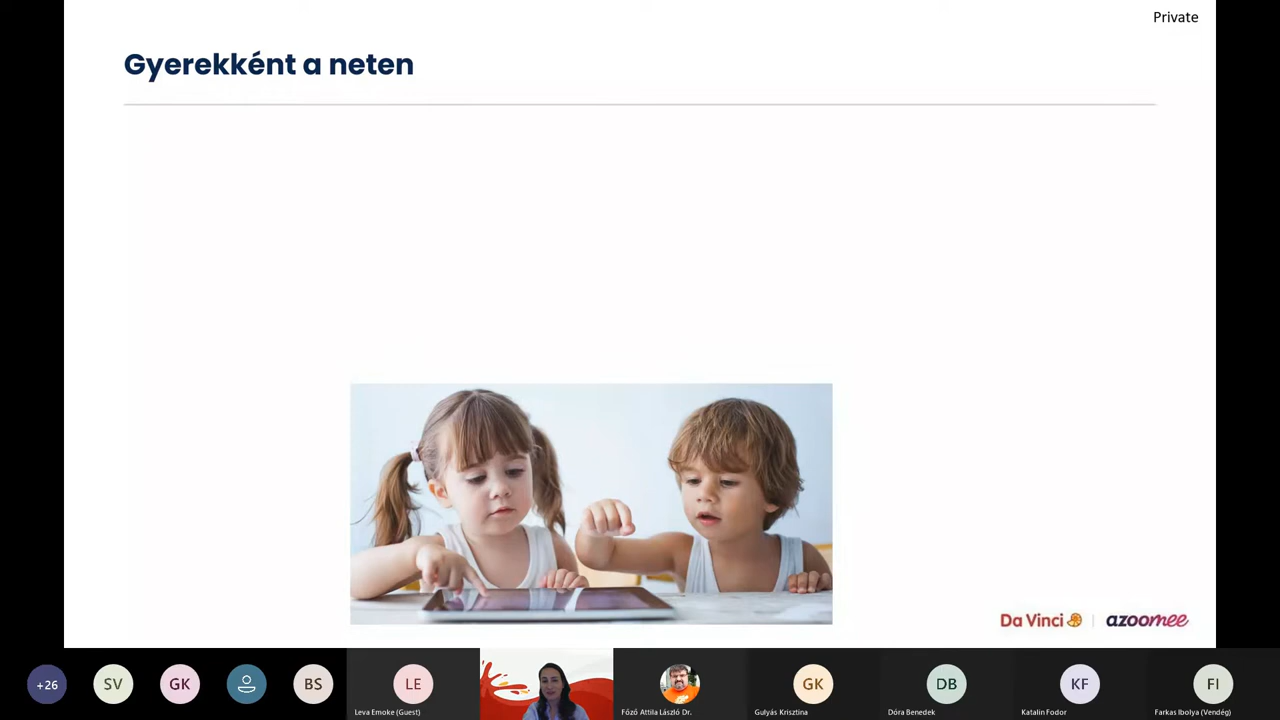 Private
Gyerekként a neten
Da Vinci | azoomee
+26
SV
GK
BS
LE
GK
DB
KF
FI
Leva Emoke (Guest)
Főző Attila László Dr.
Gulyás Krisztina
Dóra Benedek
Katalin Fodor
Farkas Ibolya (Vendég)